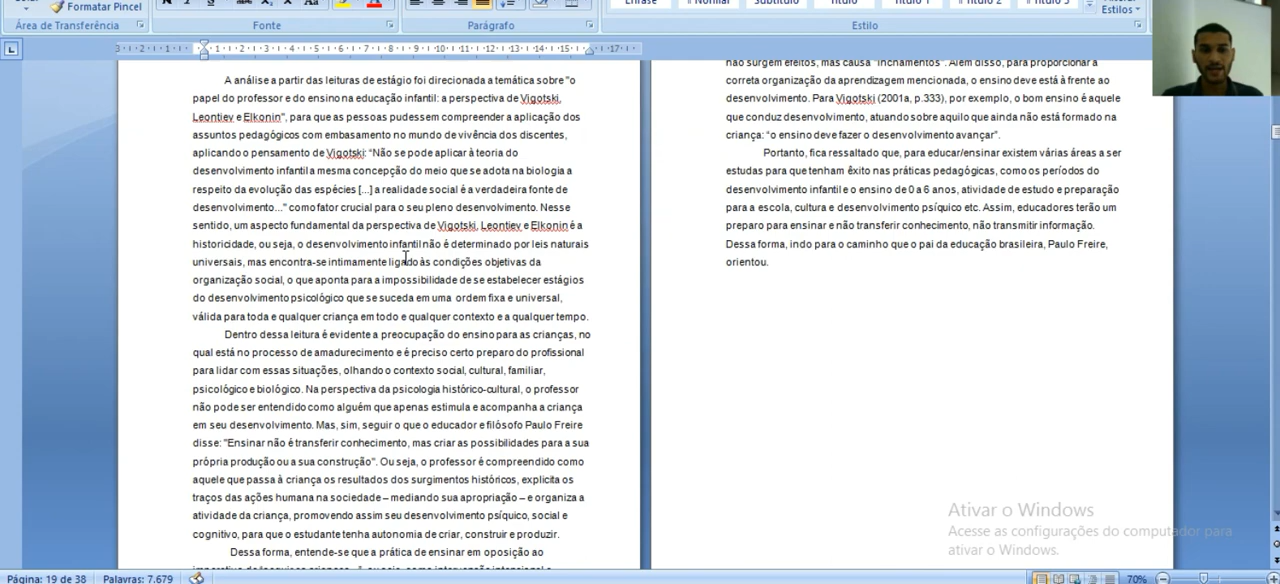 Formatar Pincel
Área de Transferência
Fonte
Parágrafo
Estilo
Ênfase
Normal
Subtítulo
Título
Título 1
Título 2
Título 3
Estilos
3 2 1 1 2 3 4 5 6 7 8 9 10 11 12 13 14 15 17
A análise a partir das leituras de estágio foi direcionada a temática sobre "o
papel do professor e do ensino na educação infantil: a perspectiva de Vigotski,
Leontiev e Elkonin", para que as pessoas pudessem compreender a aplicação dos
assuntos pedagógicos com embasamento no mundo de vivência dos discentes,
aplicando o pensamento de Vigotski: “Não se pode aplicar à teoria do
desenvolvimento infantil a mesma concepção do meio que se adota na biologia a
respeito da evolução das espécies [...] a realidade social é a verdadeira fonte de
desenvolvimento...” como fator crucial para o seu pleno desenvolvimento. Nesse
sentido, um aspecto fundamental da perspectiva de Vigotski, Leontiev e Elkonin é a
historicidade, ou seja, o desenvolvimento infantil não é determinado por leis naturais
universais, mas encontra-se intimamente ligado às condições objetivas da
organização social, o que aponta para a impossibilidade de se estabelecer estágios
do desenvolvimento psicológico que se suceda em uma ordem fixa e universal,
válida para toda e qualquer criança em todo e qualquer contexto e a qualquer tempo.
Dentro dessa leitura é evidente a preocupação do ensino para as crianças, no
qual está no processo de amadurecimento e é preciso certo preparo do profissional
para lidar com essas situações, olhando o contexto social, cultural, familiar,
psicológico e biológico. Na perspectiva da psicologia histórico-cultural, o professor
não pode ser entendido como alguém que apenas estimula e acompanha a criança
em seu desenvolvimento. Mas, sim, seguir o que o educador e filósofo Paulo Freire
disse: "Ensinar não é transferir conhecimento, mas criar as possibilidades para a sua
própria produção ou a sua construção". Ou seja, o professor é compreendido como
aquele que passa à criança os resultados dos surgimentos históricos, explicita os
traços das ações humana na sociedade – mediando sua apropriação – e organiza a
atividade da criança, promovendo assim seu desenvolvimento psíquico, social e
cognitivo, para que o estudante tenha autonomia de criar, construir e produzir.
Dessa forma, entende-se que a prática de ensinar em oposição ao
não surgem efeitos, mas causa “inchamentos”. Além disso, para proporcionar a
correta organização da aprendizagem mencionada, o ensino deve está à frente ao
desenvolvimento. Para Vigotski (2001a, p.333), por exemplo, o bom ensino é aquele
que conduz desenvolvimento, atuando sobre aquilo que ainda não está formado na
criança: “o ensino deve fazer o desenvolvimento avançar”.
Portanto, fica ressaltado que, para educar/ensinar existem várias áreas a ser
estudas para que tenham êxito nas práticas pedagógicas, como os períodos do
desenvolvimento infantil e o ensino de 0 a 6 anos, atividade de estudo e preparação
para a escola, cultura e desenvolvimento psíquico etc. Assim, educadores terão um
preparo para ensinar e não transferir conhecimento, não transmitir informação.
Dessa forma, indo para o caminho que o pai da educação brasileira, Paulo Freire,
orientou.
Ativar o Windows
Acesse as configurações do computador para
ativar o Windows.
Página: 19 de 38
Palavras: 7.679
70%